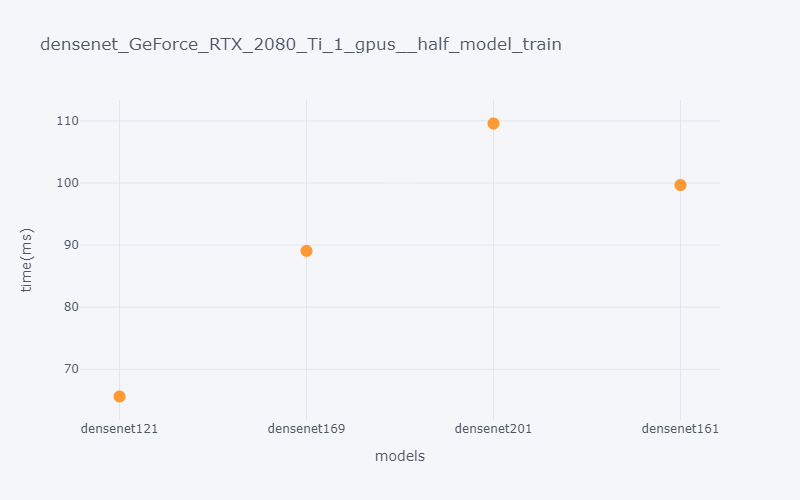 densenet_GeForce_RTX_2080_Ti_1_gpus__half_model_train
110
100
90
80
70
time(ms)
densenet121 densenet169 densenet201 densenet161
models